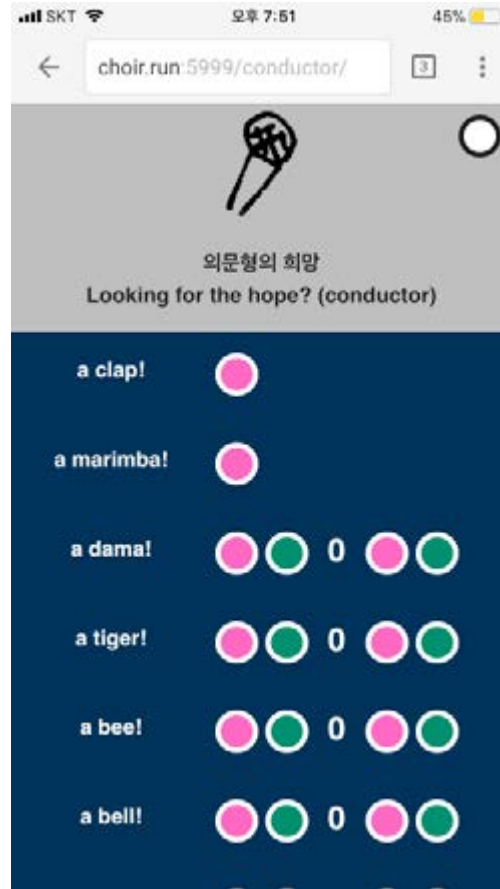 SKT 오후 7:51 45%
choir.run:5999/conductor/ 3
의문형의 희망
Looking for the hope? (conductor)
a clap!
a marimba!
a dama! 0
a tiger! 0
a bee! 0
a bell! 0